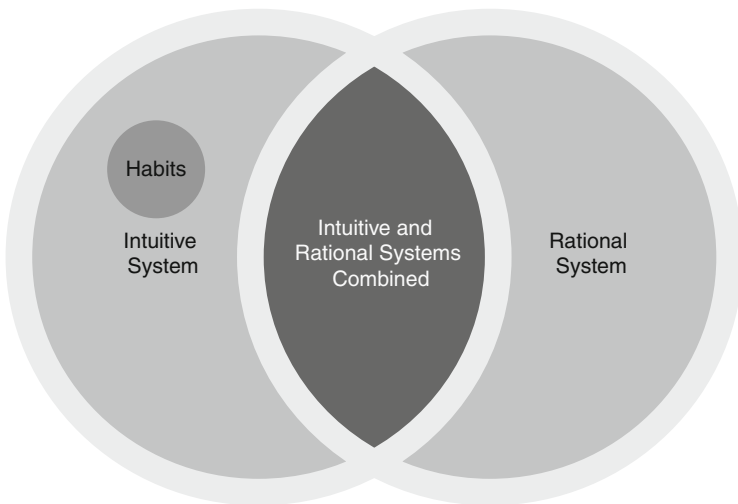 Habits
Intuitive
System
Intuitive and
Rational Systems
Combined
Rational
System